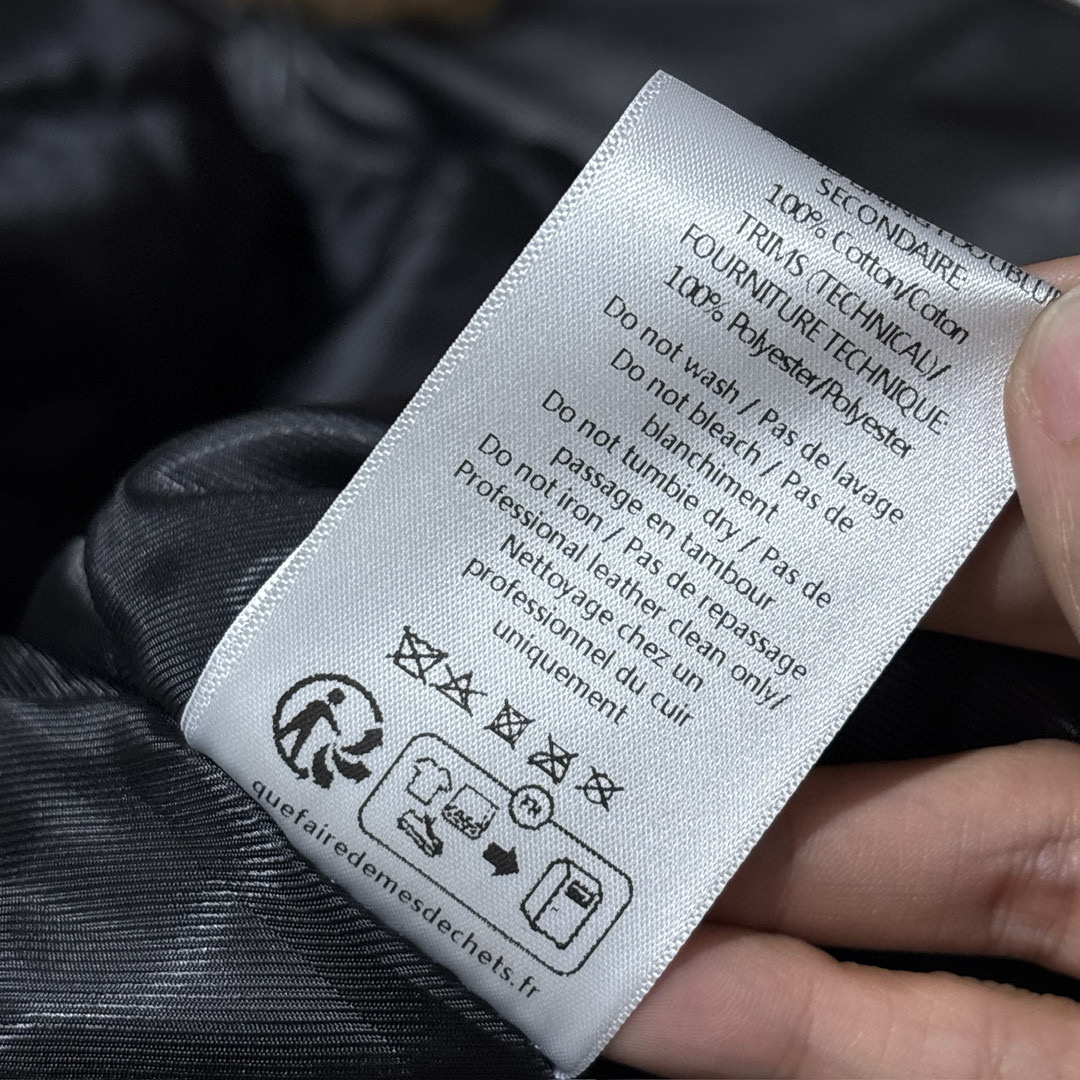 SECONDAIRE
100% Cotton/Coton
TRIMS (TECHNICAL)/
FOURNITURE TECHNIQUE
100% Polyester/Polyester
Do not wash / Pas de lavage
Do not bleach / Pas de
blanchiment
Do not tumbie dry / Pas de
passage en tambour
Do not iron / Pas de repassage
Professional leather clean only/
Nettoyage chez un
professionnel du cuir
uniquement
quefairedemesdechets.fr